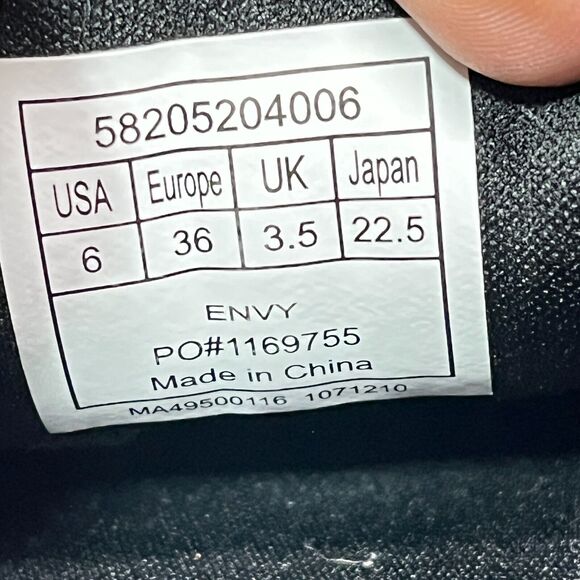 58205204006
USA Europe UK Japan
6 36 3.5 22.5
ENVY
PO#1169755
Made in China
MA49500116 1071210